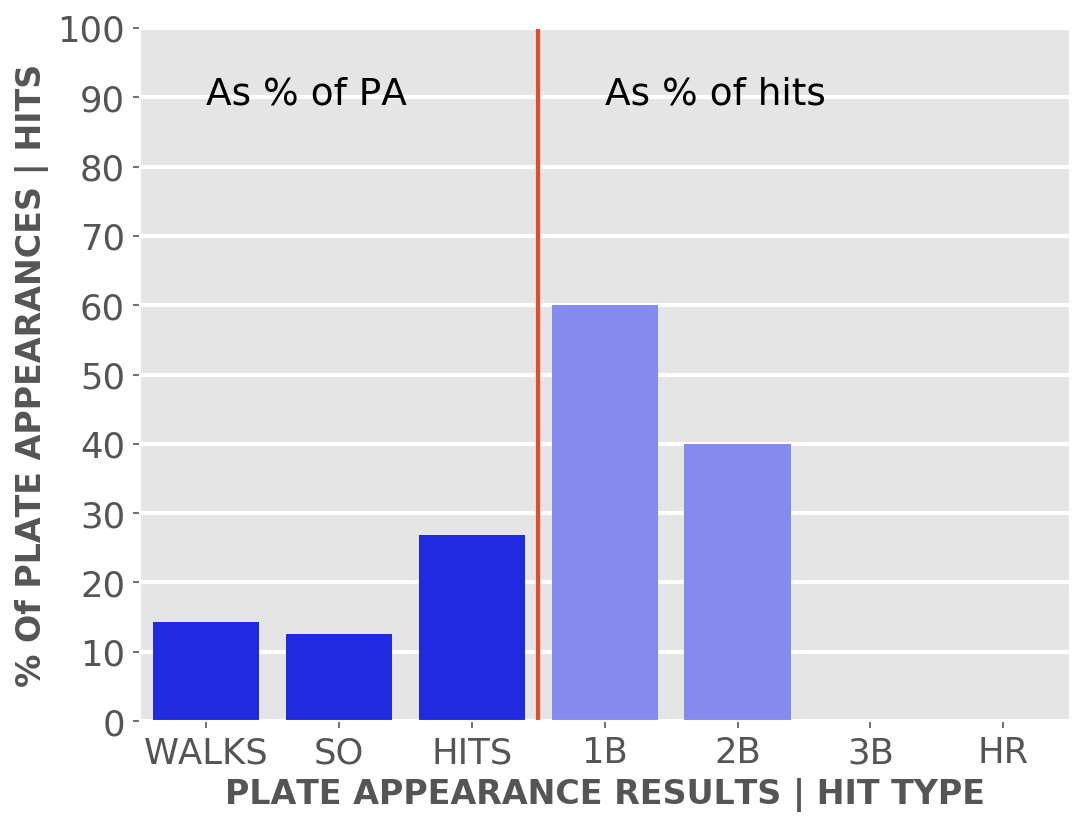 % Of PLATE APPEARANCES | HITS
100
90
80
70
60
50
40
30
20
10
0
As % of PA
As % of hits
WALKS SO HITS 1B 2B 3B HR
PLATE APPEARANCE RESULTS | HIT TYPE